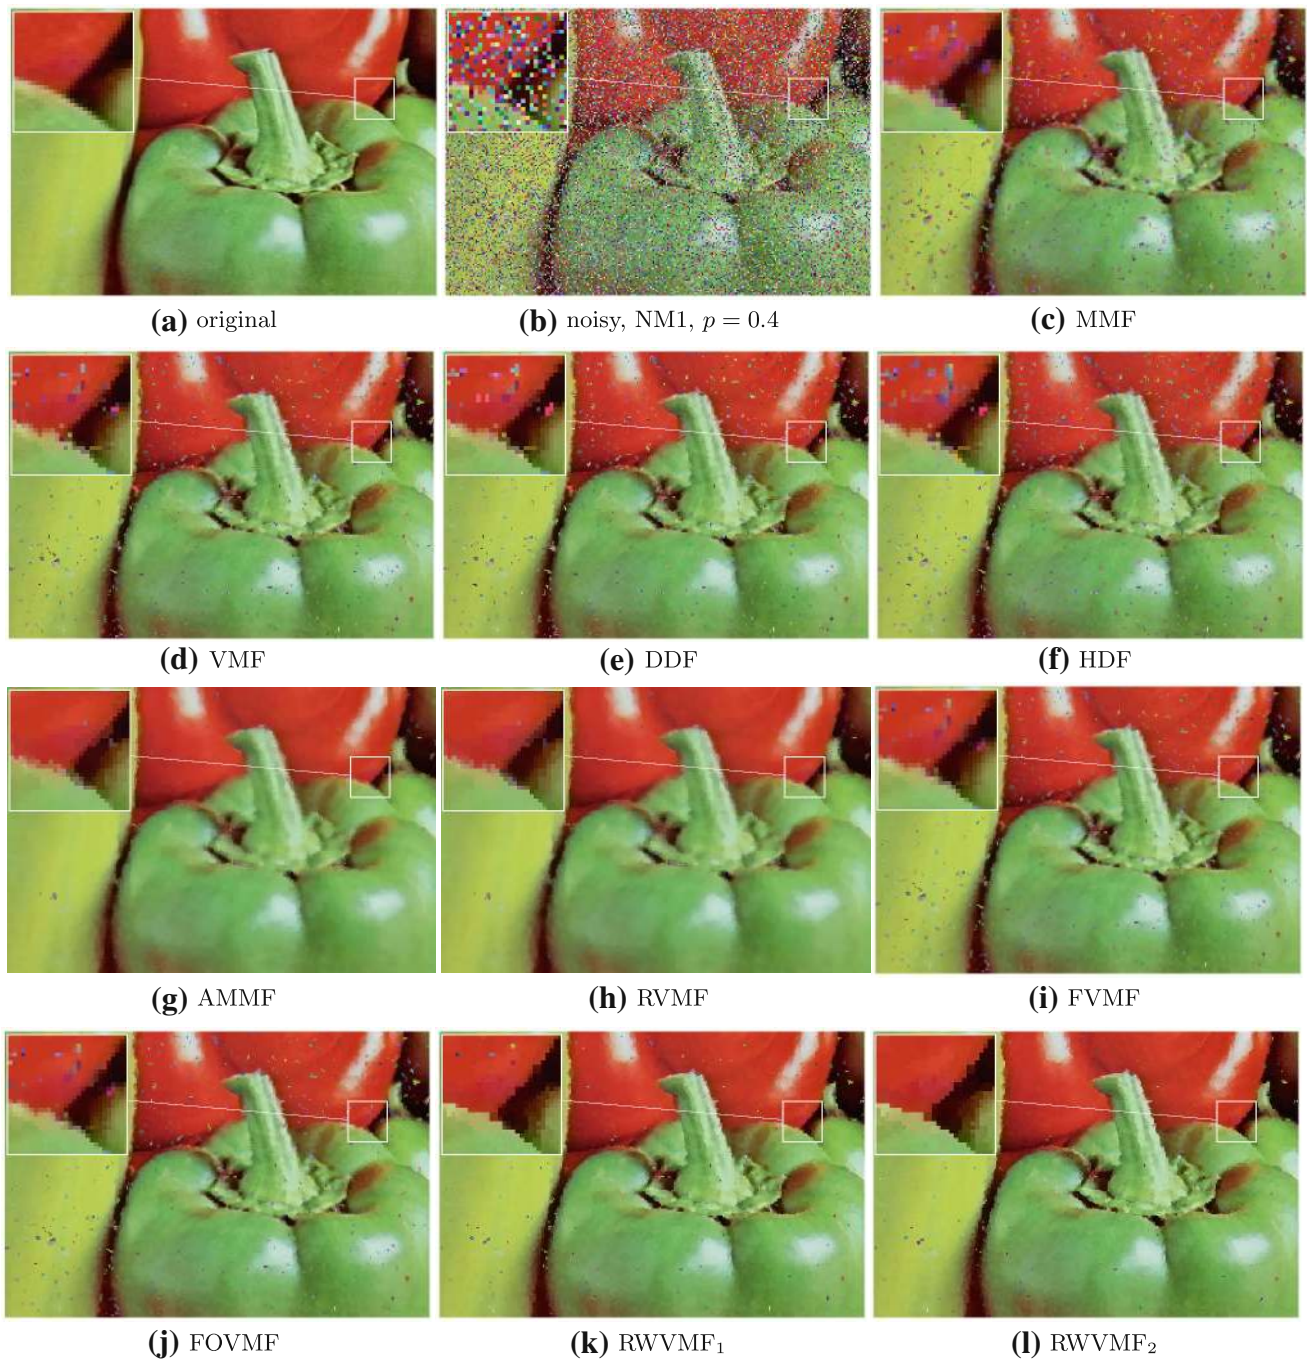 (a) original
(b) noisy, NM1, p = 0.4
(c) MMF
(d) VMF
(e) DDF
(f) HDF
(g) AMMF
(h) RVMF
(i) FVMF
(j) FOVMF
(k) RWVMF₁
(l) RWVMF₂